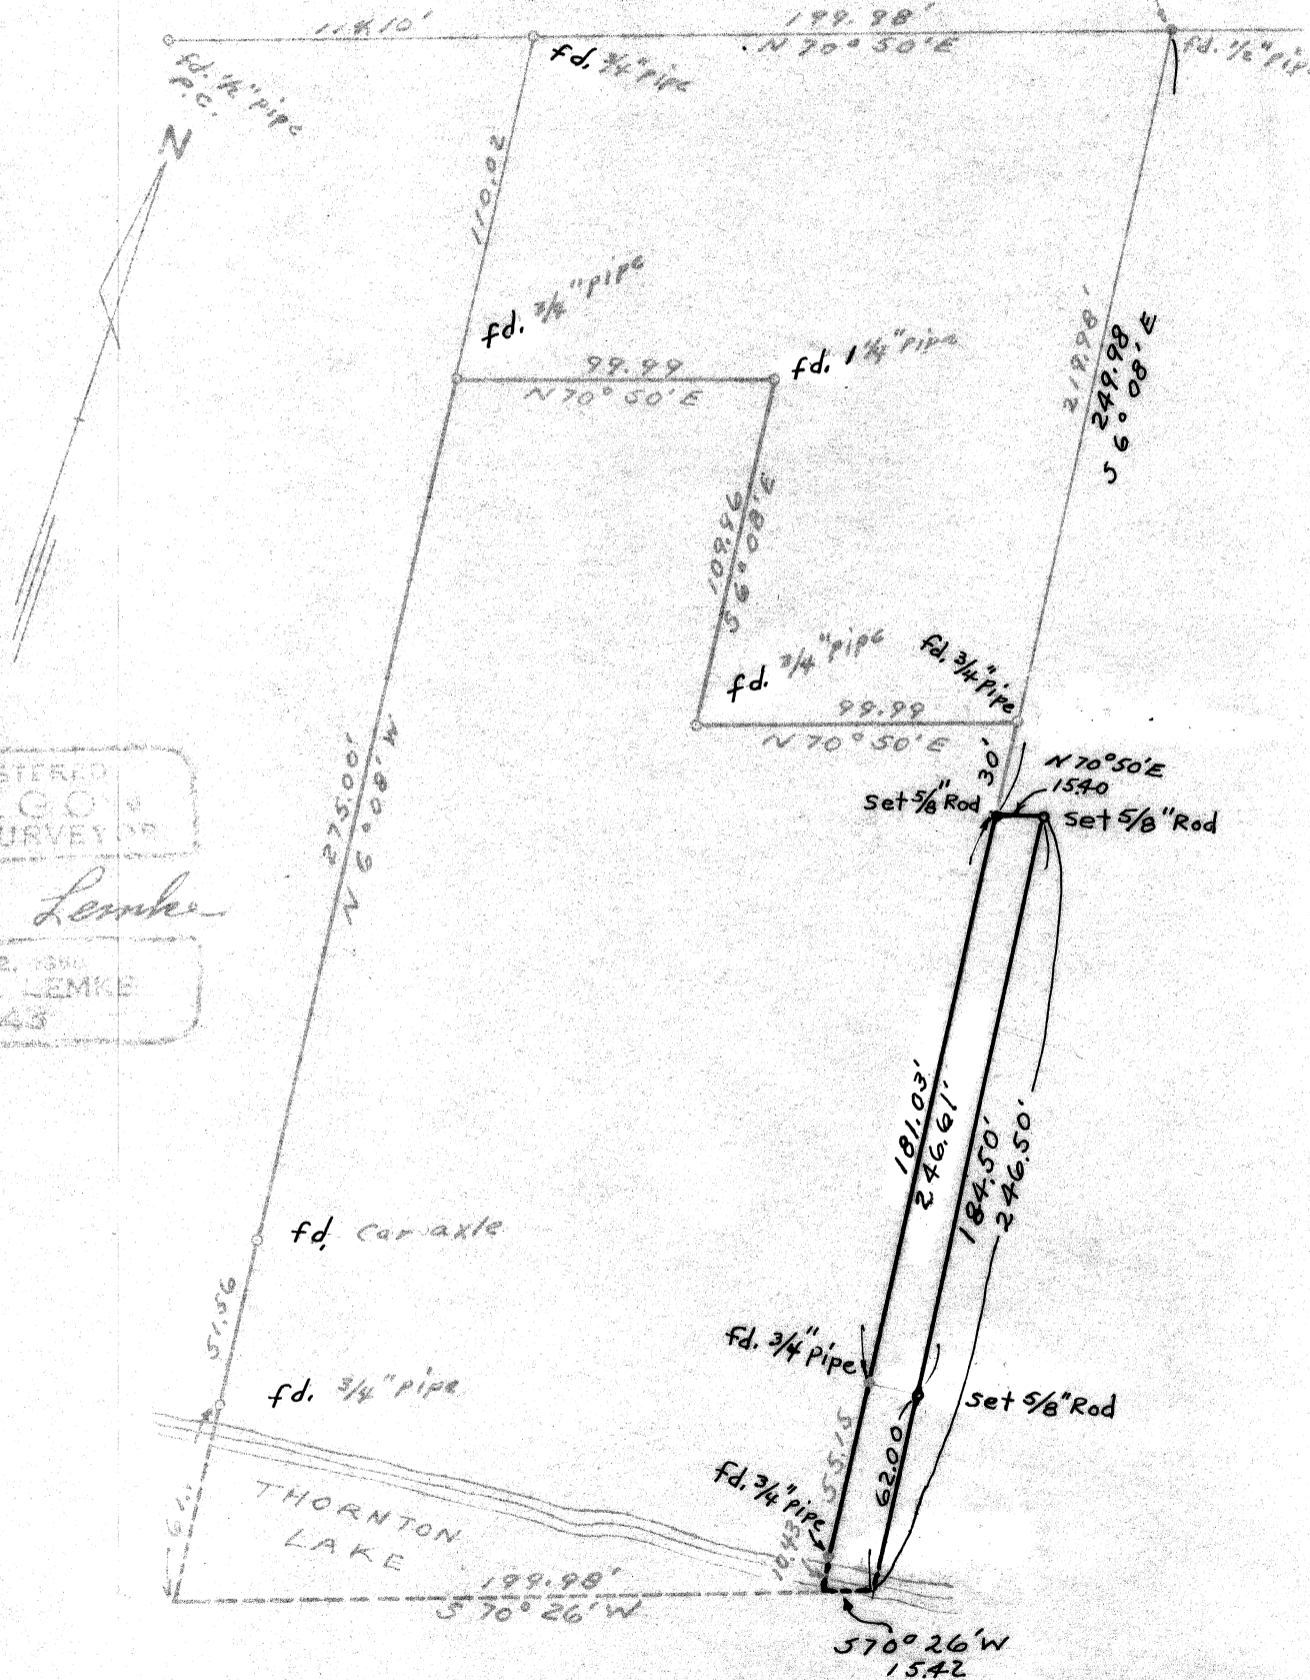 114.10'
199.98'
N 70° 50' E
fd. 1/2" pipe
P.C.
fd. 3/4" pipe
fd. 1/2" pipe
N
110.02
fd. 3/4" pipe
99.99
N 70° 50' E
fd. 1 1/4" pipe
249.98
S 6° 08' E
109.96
S 6° 08' E
fd. 3/4" pipe
fd. 3/4" pipe
99.99
N 70° 50' E
30'
N 70° 50' E
15.40
set 5/8" Rod
set 5/8" Rod
275.00'
N 6° 08' W
SURVEYOR
Lemke
LEMKE
43
181.03'
246.61'
184.50'
246.50'
fd. car axle
51.56
fd. 3/4" pipe
fd. 3/4" pipe
set 5/8" Rod
55.15
62.00
fd. 3/4" pipe
10.43
THORNTON
LAKE
199.98'
S 70° 26' W
S 70° 26' W
15.42